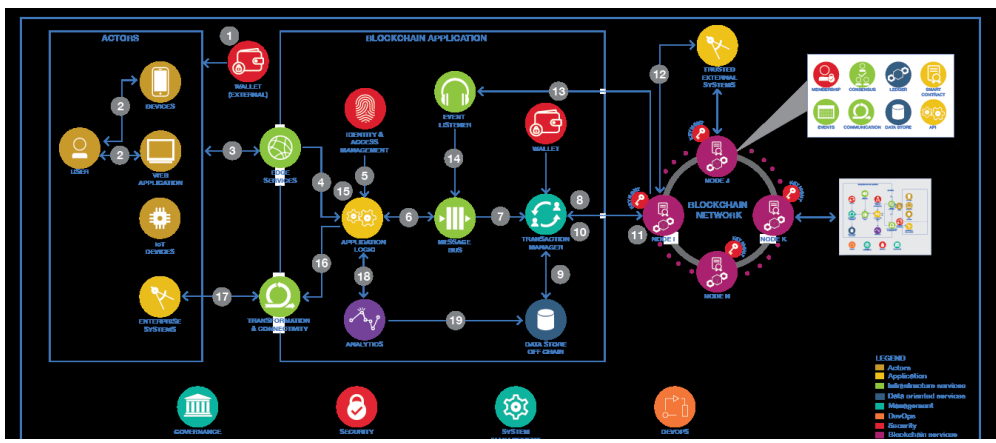 ACTORS
1
BLOCKCHAIN APPLICATION
WALLET
(EXTERNAL)
2
DEVICES
USER
2
WEB
APPLICATION
3
EDGE
SERVICES
IoT
DEVICES
ENTERPRISE
SYSTEMS
17
TRANSFORMATION
& CONNECTIVITY
IDENTITY &
ACCESS
MANAGEMENT
EVENT
LISTENER
13
WALLET
4
15
5
14
APPLICATION
LOGIC
6
MESSAGE
BUS
7
TRANSACTION
MANAGER
8
10
16
18
9
ANALYTICS
19
DATA STORE
OFF CHAIN
12
TRUSTED
EXTERNAL
SYSTEMS
11
NODE I
NODE J
BLOCKCHAIN
NETWORK
NODE K
NODE N
MEMBERSHIP
CONSENSUS
LEDGER
SMART
CONTRACT
EVENTS
COMMUNICATION
DATA STORE
API
GOVERNANCE
SECURITY
SYSTEM
DEVOPS
LEGEND
Actors
Application
Infrastructure services
Data oriented services
Management
DevOps
Security
Blockchain services